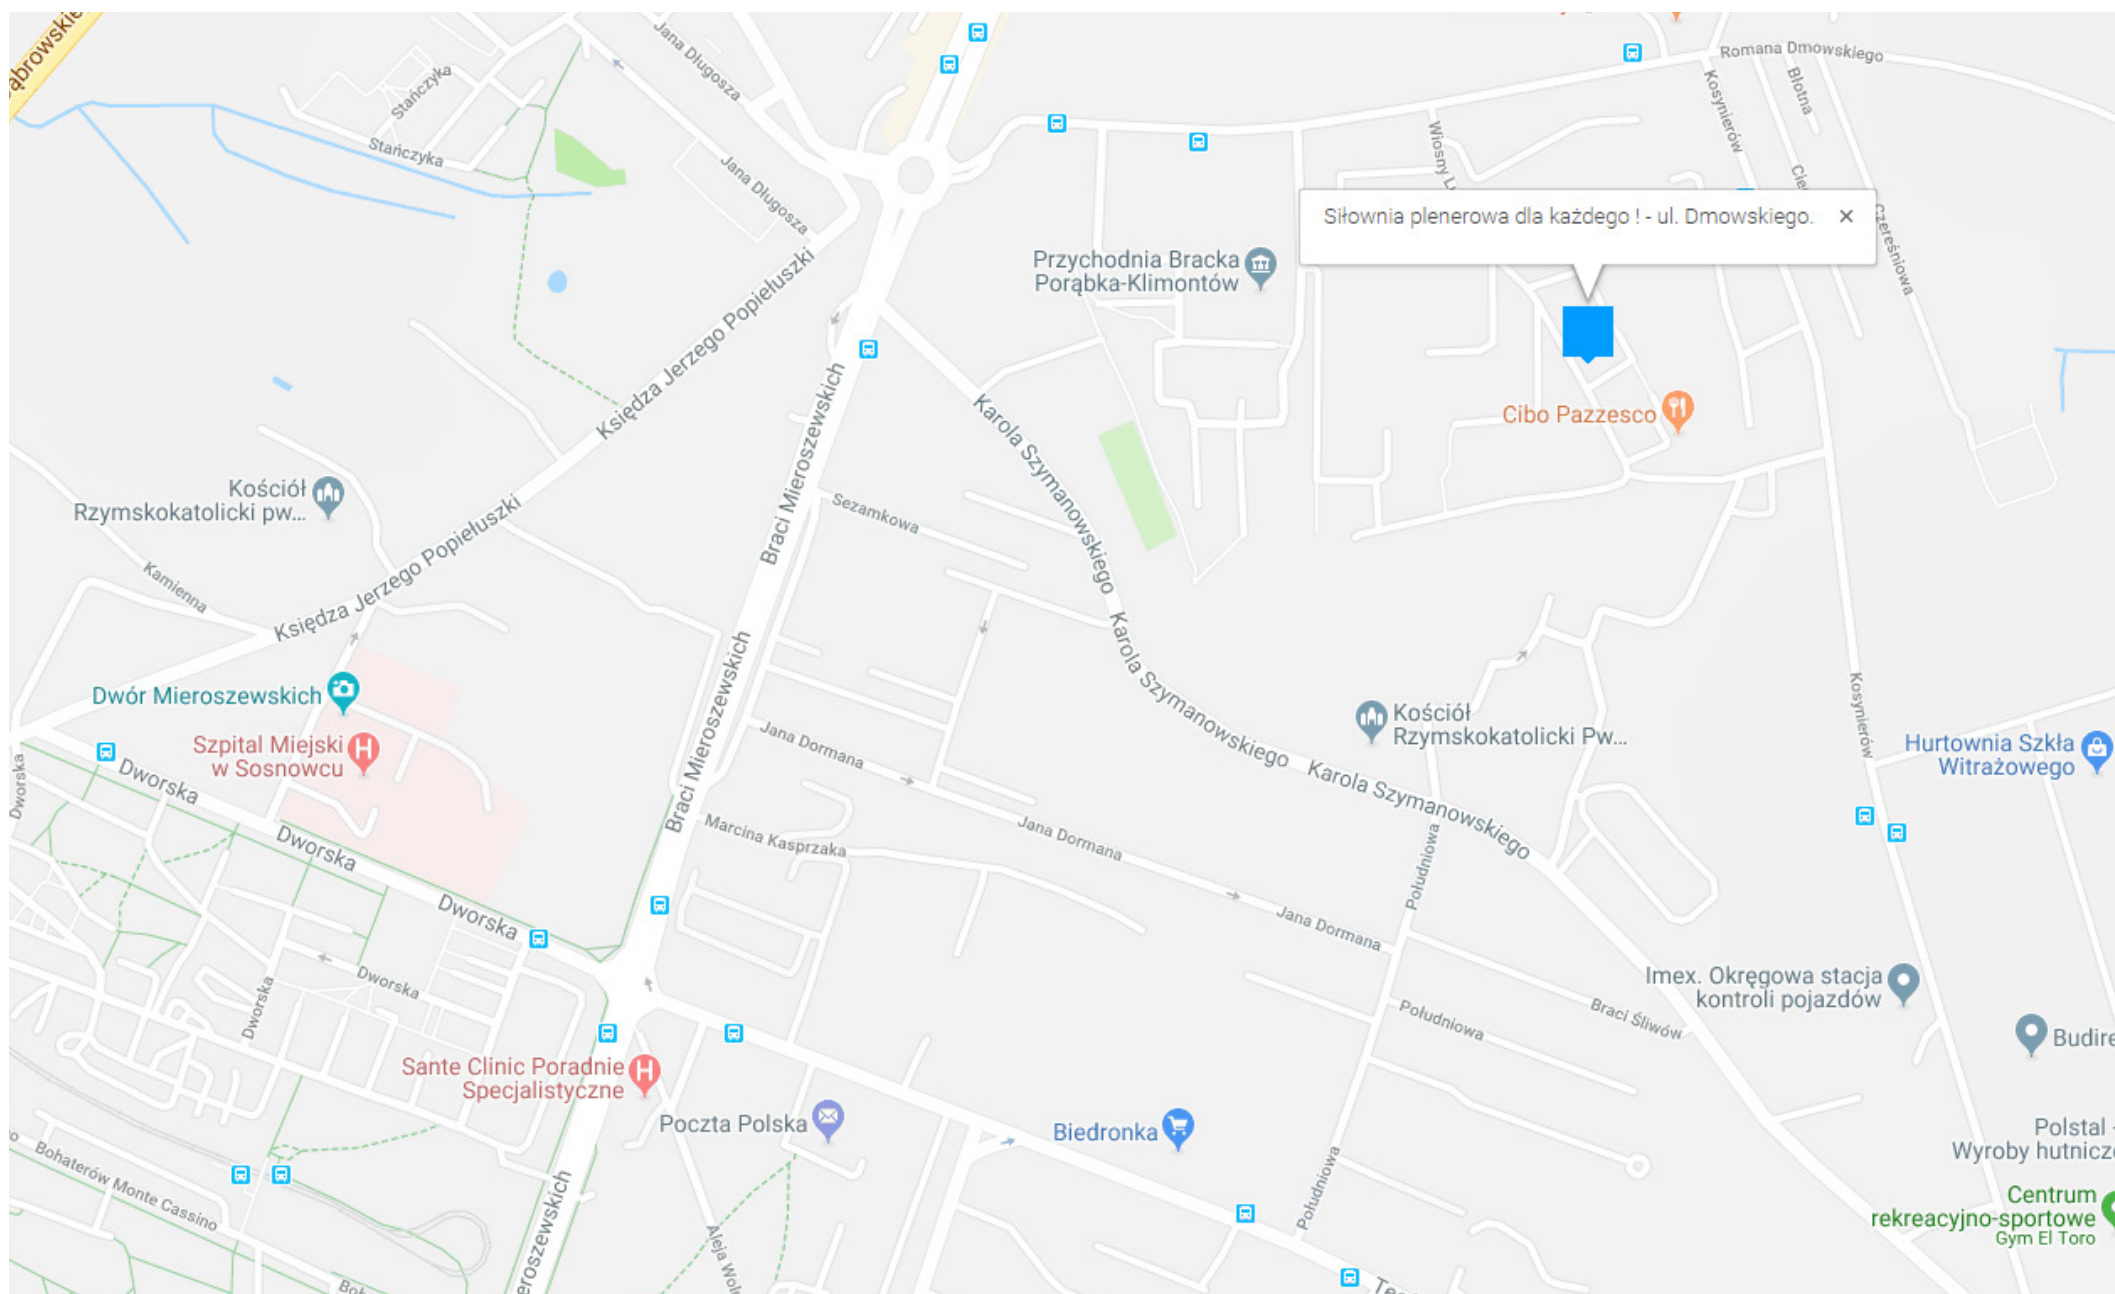 Stańczyka
Stańczyka
Jana Długosza
Jana Długosza
Romana Dmowskiego
Kosynierów
Błotna
Czereśniowa
Siłownia plenerowa dla każdego ! - ul. Dmowskiego. ×
Przychodnia Bracka
Porąbka-Klimontów
Księdza Jerzego Popiełuszki
Braci Mieroszewskich
Karola Szymanowskiego
Cibo Pazzesco
Kościół
Rzymskokatolicki pw...
Sezamkowa
Kamienna
Księdza Jerzego Popiełuszki
Karola Szymanowskiego
Braci Mieroszewskich
Dwór Mieroszewskich
Szpital Miejski
w Sosnowcu
Kościół
Rzymskokatolicki Pw...
Kosynierów
Hurtownia Szkła
Witrażowego
Jana Dormana
Karola Szymanowskiego
Dworska
Dworska
Dworska
Dworska
Marcina Kasprzaka
Jana Dormana
Południowa
Jana Dormana
Dworska
Dworska
Południowa
Braci Śliwów
Imex. Okręgowa stacja
kontroli pojazdów
Sante Clinic Poradnie
Specjalistyczne
Poczta Polska
Biedronka
Południowa
Polstal -
Wyroby
Centrum
rekreacyjno-sportowe
Gym El Toro
Bohaterów Monte Cassino
Aleja